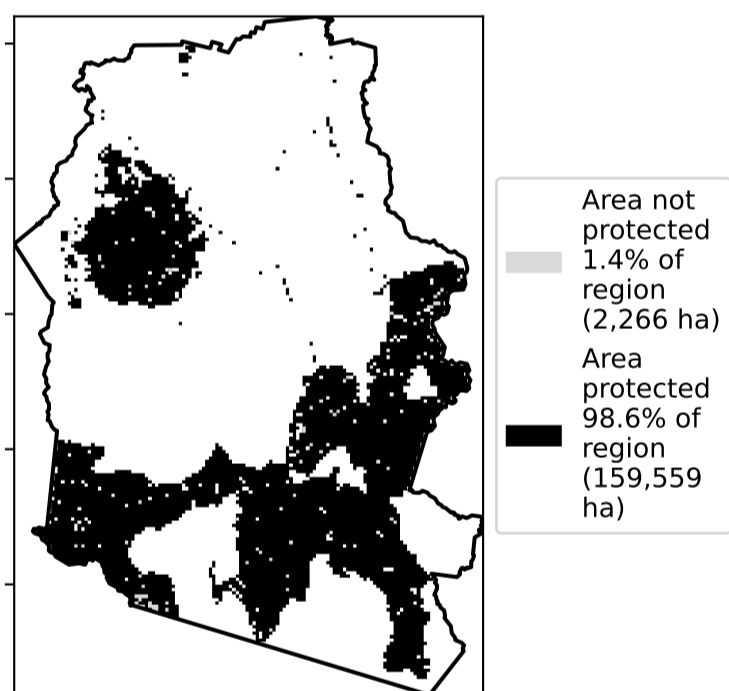 Area not
protected
1.4% of
region
(2,266 ha)
Area
protected
98.6% of
region
(159,559
ha)